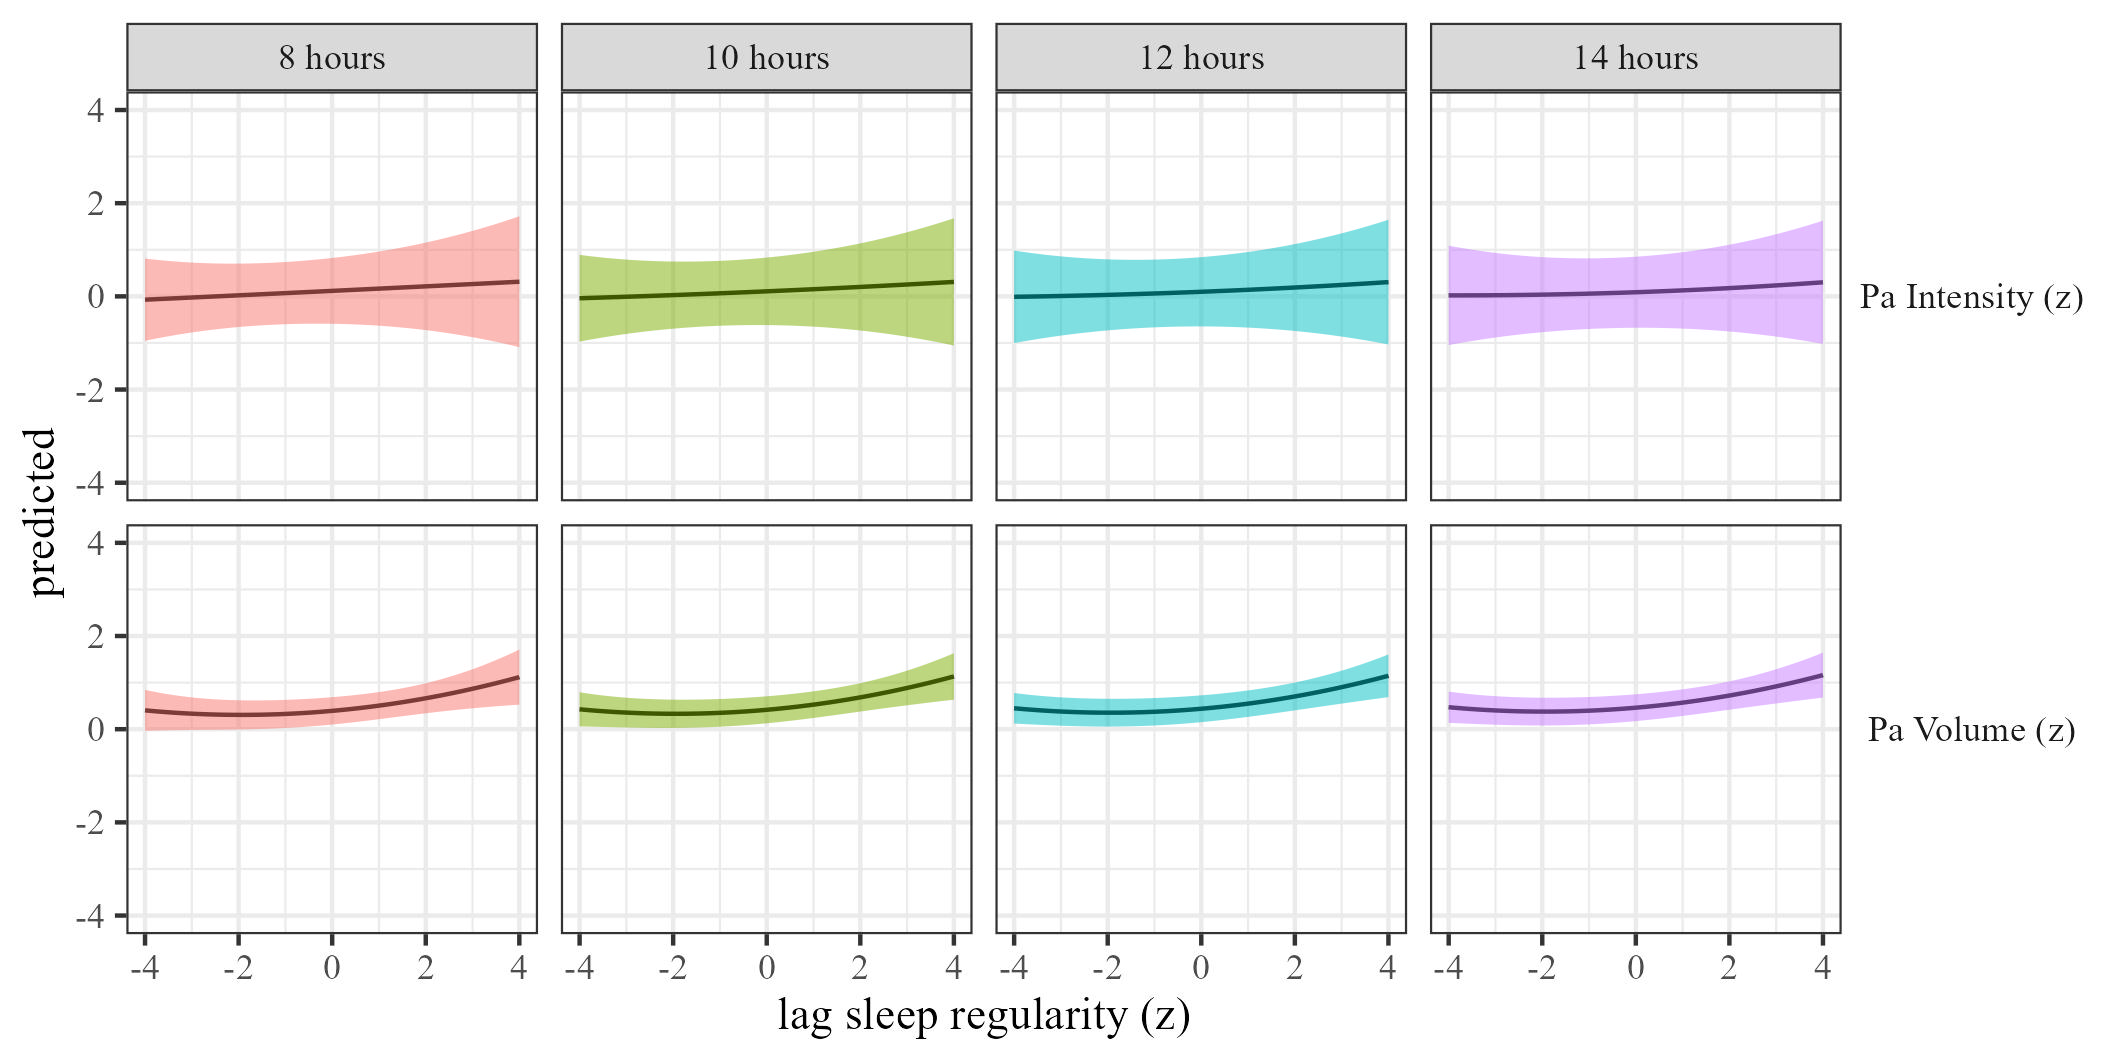 8 hours
10 hours
12 hours
14 hours
4
2
0
-2
-4
Pa Intensity (z)
4
2
0
-2
-4
Pa Volume (z)
predicted
-4 -2 0 2 4
-4 -2 0 2 4
-4 -2 0 2 4
-4 -2 0 2 4
lag sleep regularity (z)